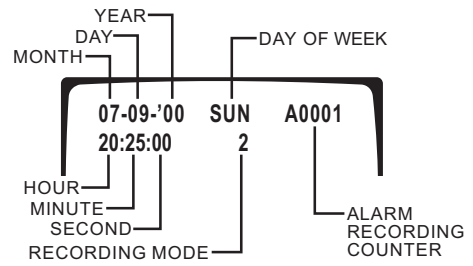 YEAR
DAY
MONTH
DAY OF WEEK
07-09-’00 SUN A0001
20:25:00 2
HOUR
MINUTE
SECOND
RECORDING MODE
ALARM
RECORDING
COUNTER